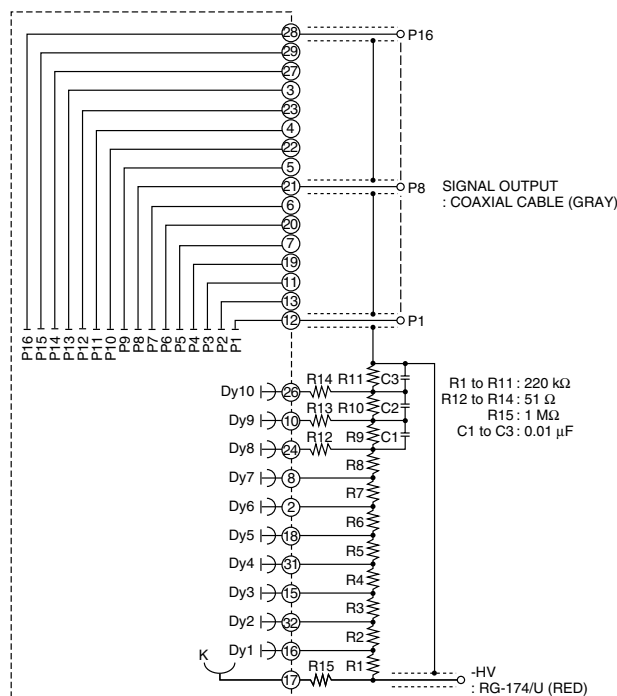 28 P16
29
27
3
23
4
22
5
21 P8 SIGNAL OUTPUT
: COAXIAL CABLE (GRAY)
6
20
7
19
11
13
12 P1
P16 P15 P14 P13 P12 P11 P10 P9 P8 P7 P6 P5 P4 P3 P2 P1
Dy10 26 R14 R11 C3
Dy9 10 R13 R10 C2
Dy8 24 R12 R9 C1
R8
Dy7 8
R7
Dy6 2
R6
Dy5 18
R5
Dy4 31
R4
Dy3 15
R3
Dy2 32
R2
Dy1 16
K 17 R15 R1
R1 to R11 : 220 kΩ
R12 to R14 : 51 Ω
R15 : 1 MΩ
C1 to C3 : 0.01 µF
-HV
: RG-174/U (RED)